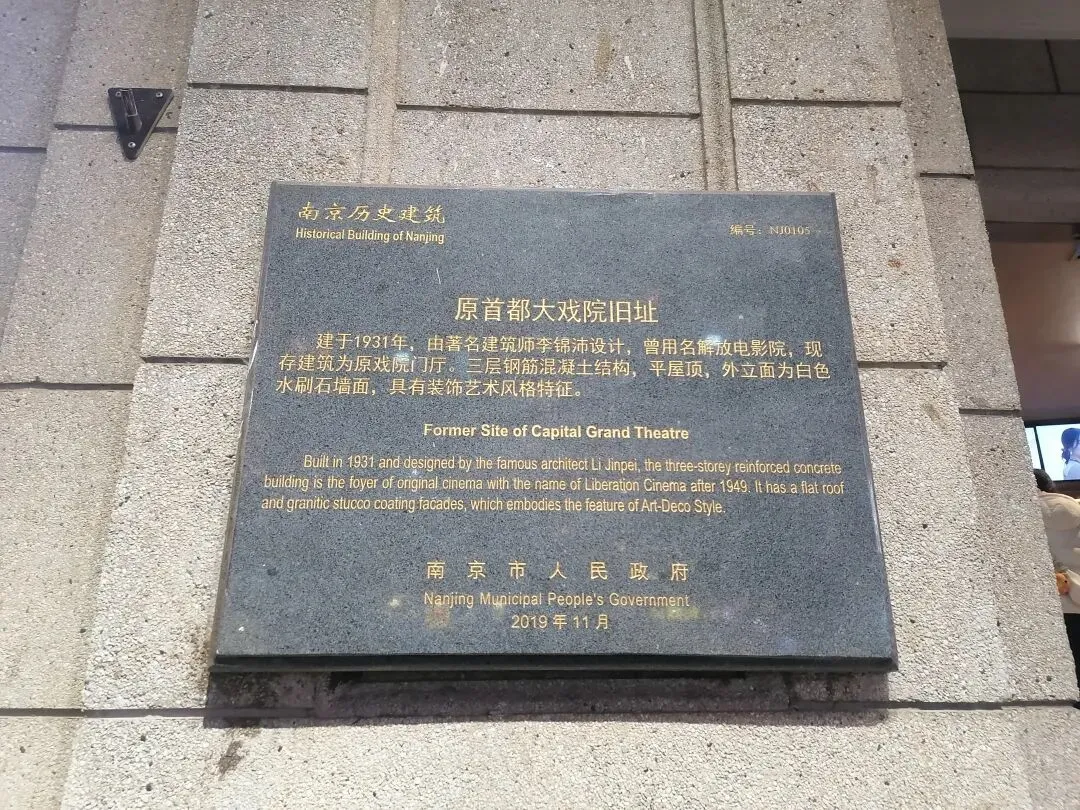 南京历史建筑
Historical Building of Nanjing
编号：NJ0105
原首都大戏院旧址
建于1931年，由著名建筑师李锦沛设计，曾用名解放电影院，现
存建筑为原戏院门厅。三层钢筋混凝土结构，平屋顶，外立面为白色
水刷石墙面，具有装饰艺术风格特征。
Former Site of Capital Grand Theatre
Built in 1931 and designed by the famous architect Li Jinpei, the three-storey reinforced concrete
building is the foyer of original cinema with the name of Liberation Cinema after 1949. It has a flat roof
and granitic stucco coating facades, which embodies the feature of Art-Deco Style.
南京市人民政府
Nanjing Municipal People's Government
2019年11月